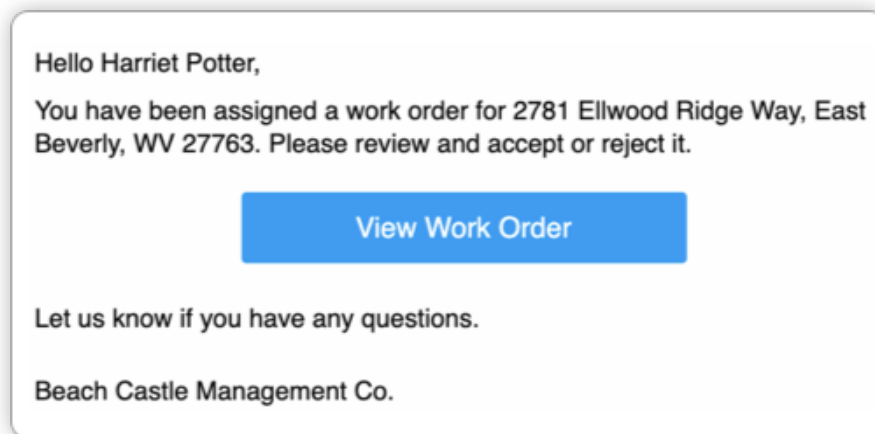 Hello Harriet Potter,
You have been assigned a work order for 2781 Ellwood Ridge Way, East
Beverly, WV 27763. Please review and accept or reject it.
View Work Order
Let us know if you have any questions.
Beach Castle Management Co.